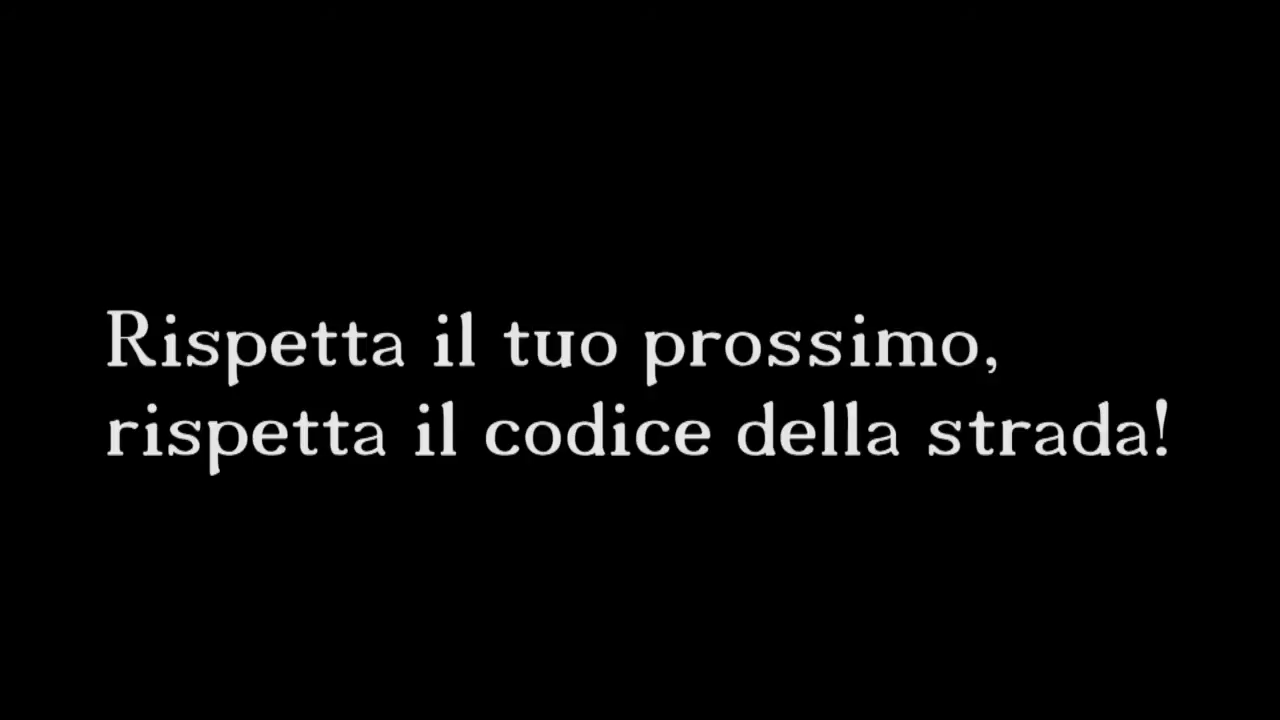 Rispetta il tuo prossimo,
rispetta il codice della strada!